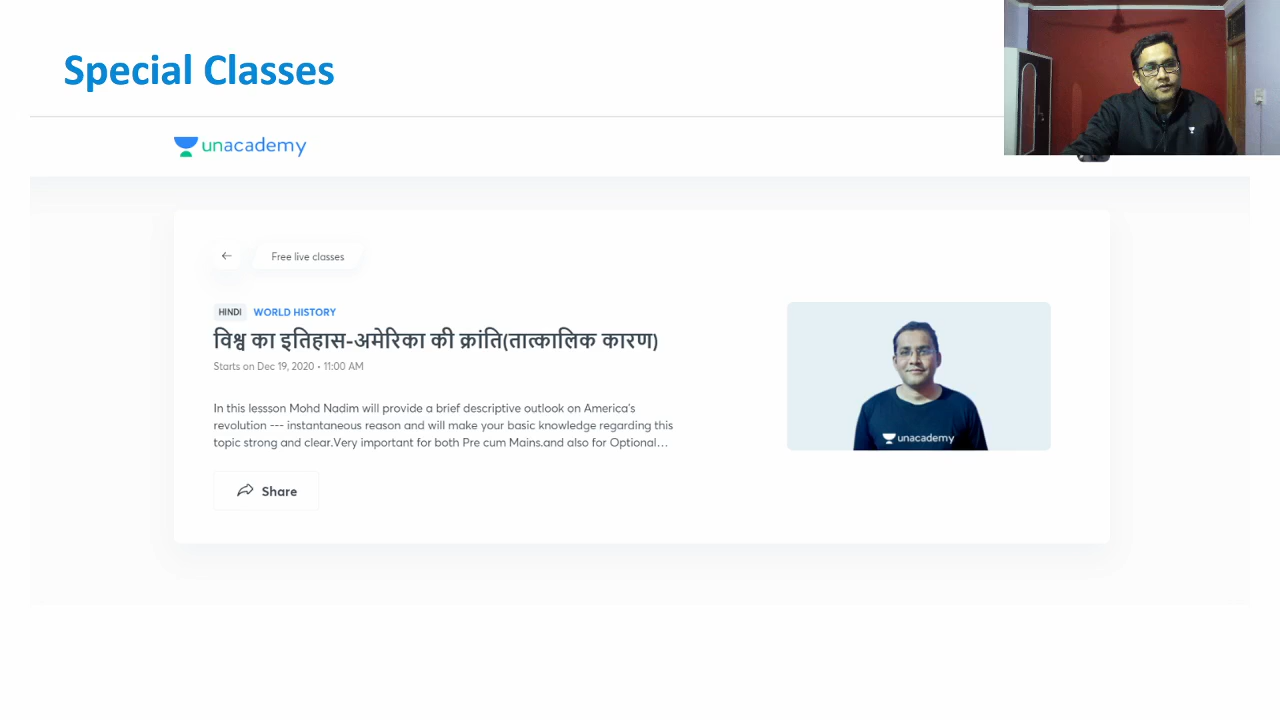 Special Classes
unacademy
Free live classes
HINDI WORLD HISTORY
विश्व का इतिहास-अमेरिका की क्रांति(तात्कालिक कारण)
Starts on Dec 19, 2020 • 11:00 AM
In this lessson Mohd Nadim will provide a brief descriptive outlook on America's
revolution --- instantaneous reason and will make your basic knowledge regarding this
topic strong and clear.Very important for both Pre cum Mains.and also for Optional...
unacademy
Share